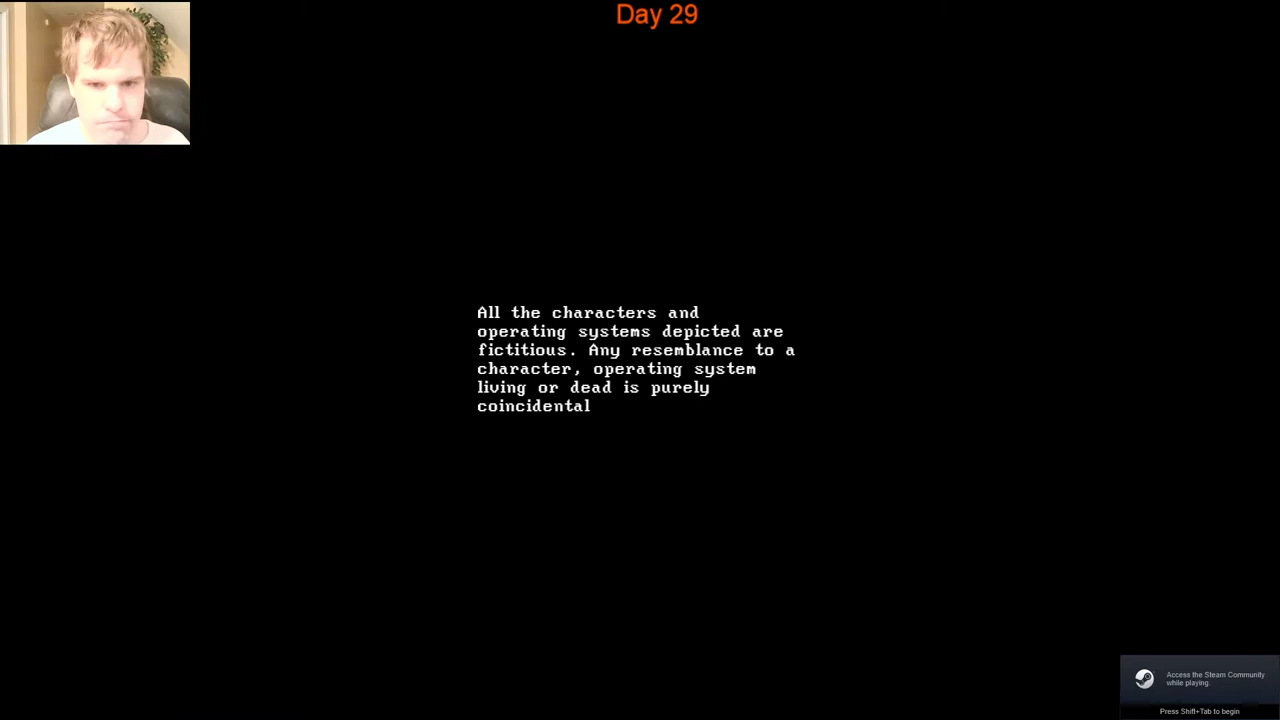 Day 29
All the characters and
operating systems depicted are
fictitious. Any resemblance to a
character, operating system
living or dead is purely
coincidental
Access the Steam Community
while playing.
Press Shift+Tab to begin